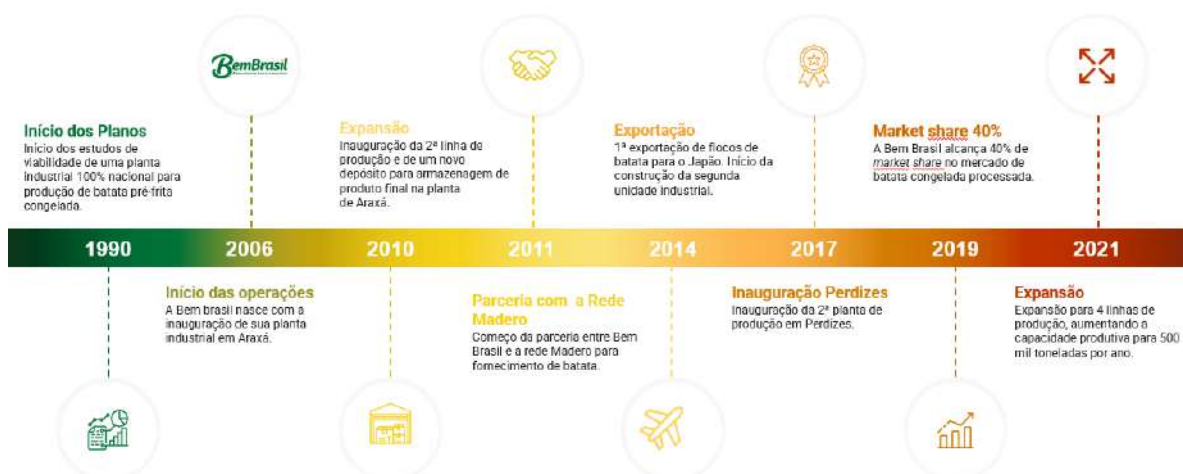 BemBrasil
Início dos Planos
Início dos estudos de
viabilidade de uma planta
industrial 100% nacional para
produção de batata pré-frita
congelada.
Expansão
Inauguração da 2ª linha de
produção e de um novo
depósito para armazenagem de
produto final na planta
de Araxá.
Exportação
1ª exportação de flocos de
batata para o Japão. Início da
construção da segunda
unidade industrial.
Market share 40%
A Bem Brasil alcança 40% de
market share no mercado de
batata congelada processada.
1990 2006 2010 2011 2014 2017 2019 2021
Início das operações
A Bem brasil nasce com a
inauguração de sua planta
industrial em Araxá.
Parceria com a Rede
Madero
Começo da parceria entre Bem
Brasil e a rede Madero para
fornecimento de batata.
Inauguração Perdizes
Inauguração da 2ª planta de
produção em Perdizes.
Expansão
Expansão para 4 linhas de
produção, aumentando a
capacidade produtiva para 500
mil toneladas por ano.